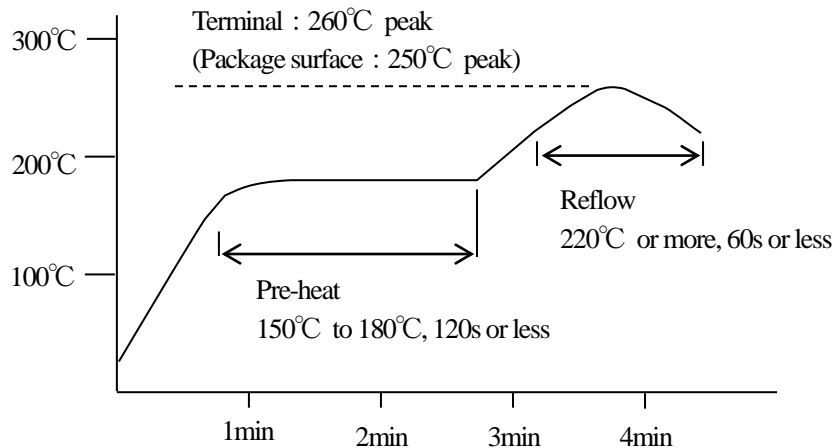 Terminal : 260℃ peak
(Package surface : 250℃ peak)
300℃
200℃
100℃
Reflow
220℃ or more, 60s or less
Pre-heat
150℃ to 180℃, 120s or less
1min
2min
3min
4min